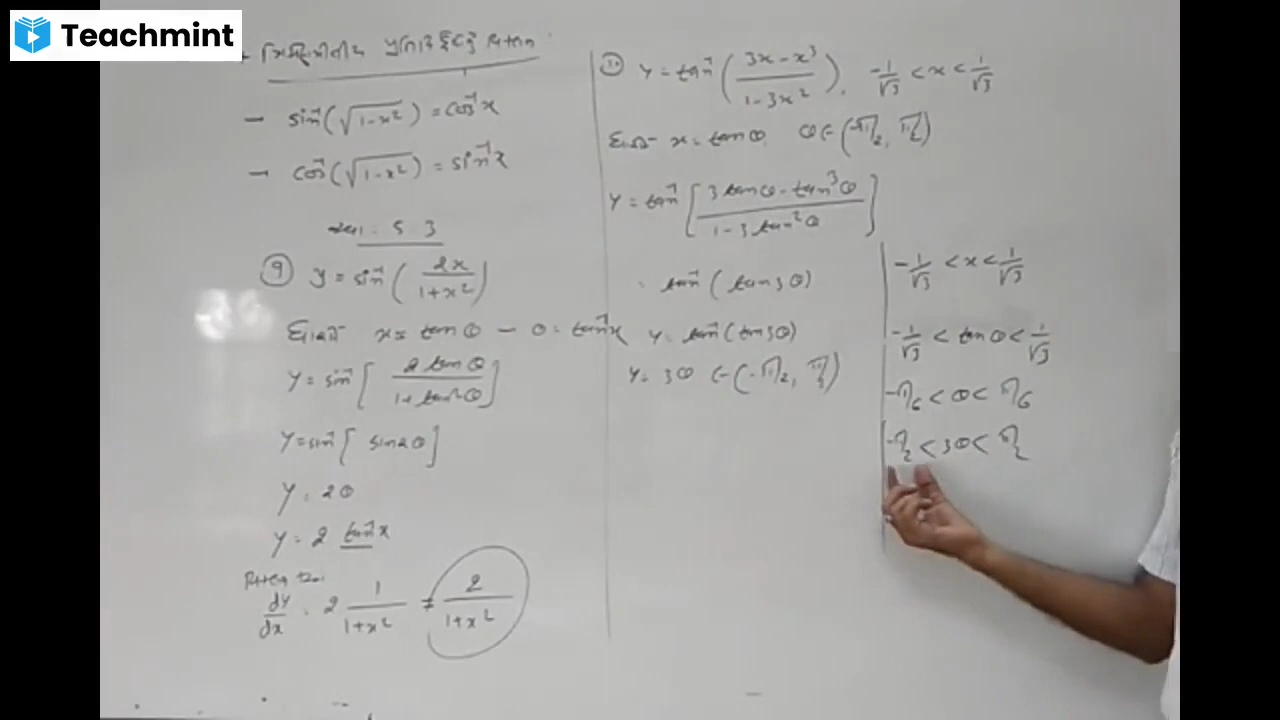 Teachmint
- sin⁻¹(√1-x²) = cos⁻¹x
- cos⁻¹(√1-x²) = sin⁻¹x
5.3
⑨ y = sin⁻¹(2x / 1+x²)
ધારો કે x = tanθ - θ = tan⁻¹x
Y = sin⁻¹[2 tanθ / 1+tan²θ]
Y = sin⁻¹[sin2θ]
Y = 2θ
Y = 2 tan⁻¹x
dy/dx = 2 1/1+x² = 2/1+x²
⑩ Y = tan⁻¹(3x-x³ / 1-3x²), -1/√3 < x < 1/√3
ધારો કે x = tanθ, θ ∈ (-π/2, π/2)
Y = tan⁻¹[3tanθ - tan³θ / 1-3tan²θ]
= tan⁻¹(tan3θ)
Y = tan⁻¹(tan3θ)
Y = 3θ ∈ (-π/2, π/2)
-1/√3 < x < 1/√3
-1/√3 < tanθ < 1/√3
-π/6 < θ < π/6
-π/2 < 3θ < π/2